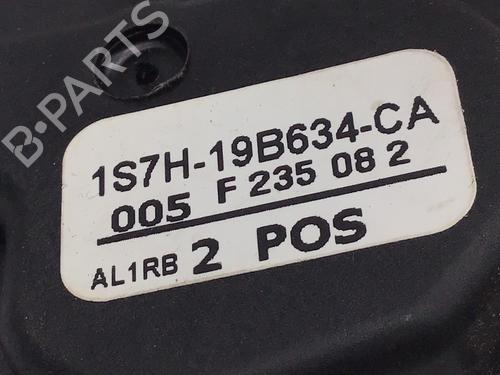 B-PARTS
1S7H-19B634-CA
005 F 235 08 2
AL1RB 2 POS